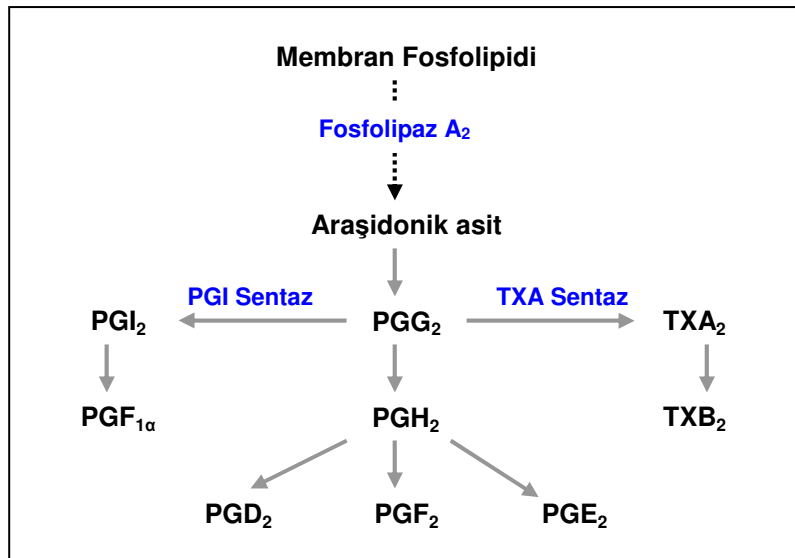 Membran Fosfolipidi
Fosfolipaz A₂
Araşidonik asit
PGI Sentaz TXA Sentaz
PGI₂ PGG₂ TXA₂
PGF₁α PGH₂ TXB₂
PGD₂ PGF₂ PGE₂